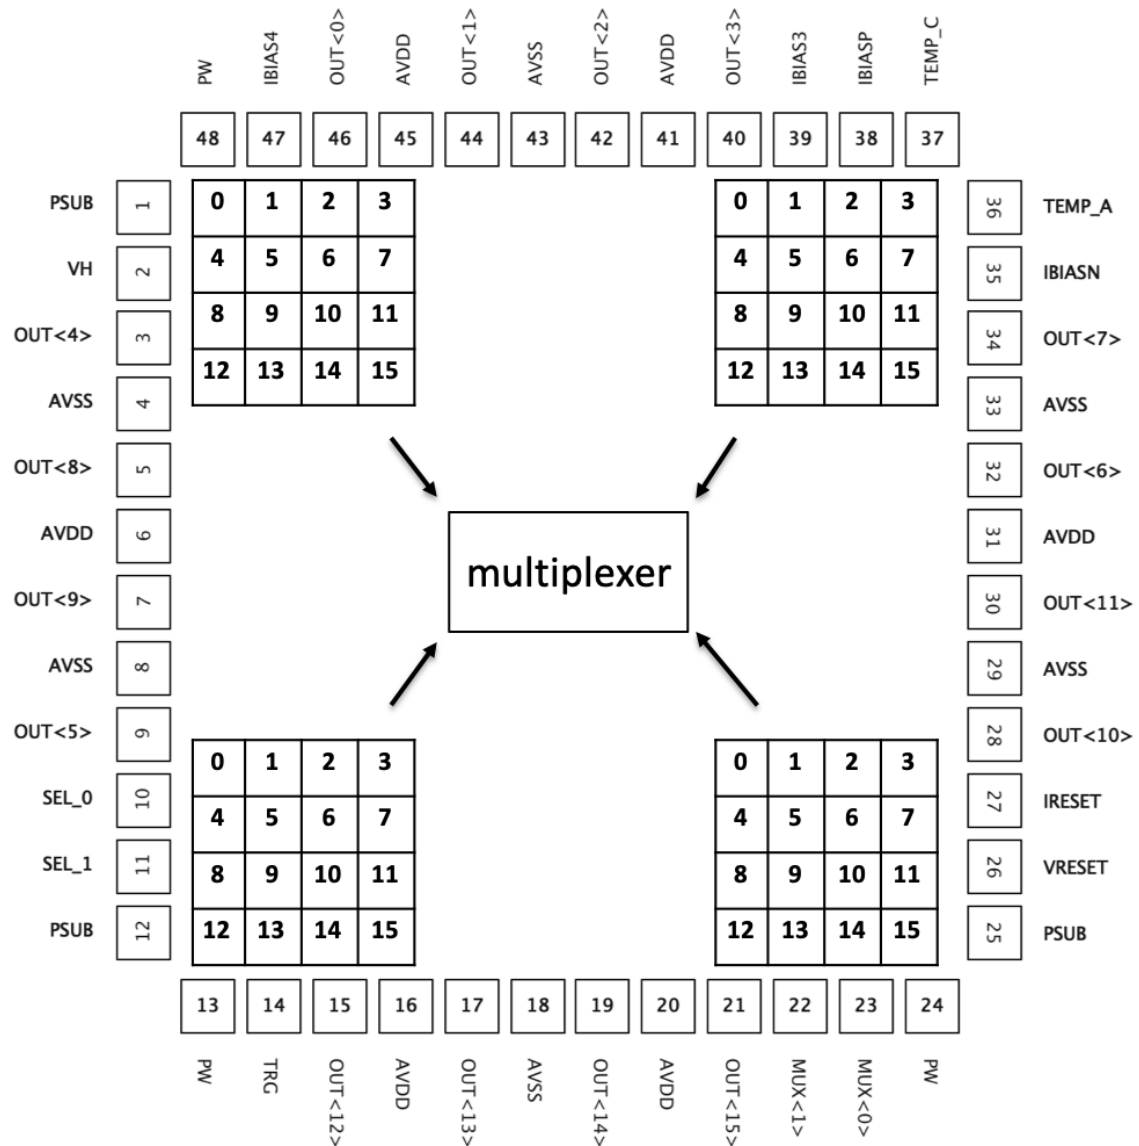 PW IBIAS4 OUT<0> AVDD OUT<1> AVSS OUT<2> AVDD OUT<3> IBIAS3 IBIASP TEMP_C
48 47 46 45 44 43 42 41 40 39 38 37
PSUB 1 0 1 2 3 0 1 2 3 36 TEMP_A
VH 2 4 5 6 7 4 5 6 7 35 IBIASN
OUT<4> 3 8 9 10 11 8 9 10 11 34 OUT<7>
AVSS 4 12 13 14 15 12 13 14 15 33 AVSS
OUT<8> 5 32 OUT<6>
AVDD 6 multiplexer 31 AVDD
OUT<9> 7 30 OUT<11>
AVSS 8 29 AVSS
OUT<5> 9 0 1 2 3 0 1 2 3 28 OUT<10>
SEL_0 10 4 5 6 7 4 5 6 7 27 IRESET
SEL_1 11 8 9 10 11 8 9 10 11 26 VRESET
PSUB 12 12 13 14 15 12 13 14 15 25 PSUB
13 14 15 16 17 18 19 20 21 22 23 24
PW TRG OUT<12> AVDD OUT<13> AVSS OUT<14> AVDD OUT<15> MUX<1> MUX<0> PW